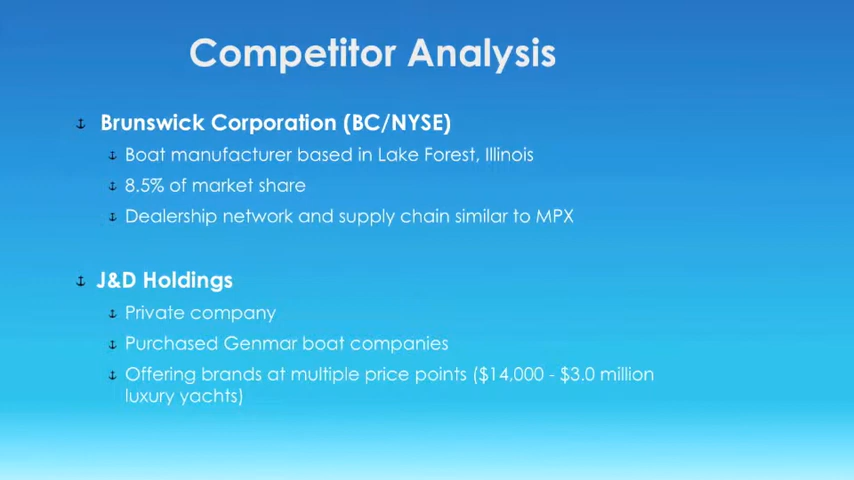 Competitor Analysis
Brunswick Corporation (BC/NYSE)
Boat manufacturer based in Lake Forest, Illinois
8.5% of market share
Dealership network and supply chain similar to MPX
J&D Holdings
Private company
Purchased Genmar boat companies
Offering brands at multiple price points ($14,000 - $3.0 million
luxury yachts)